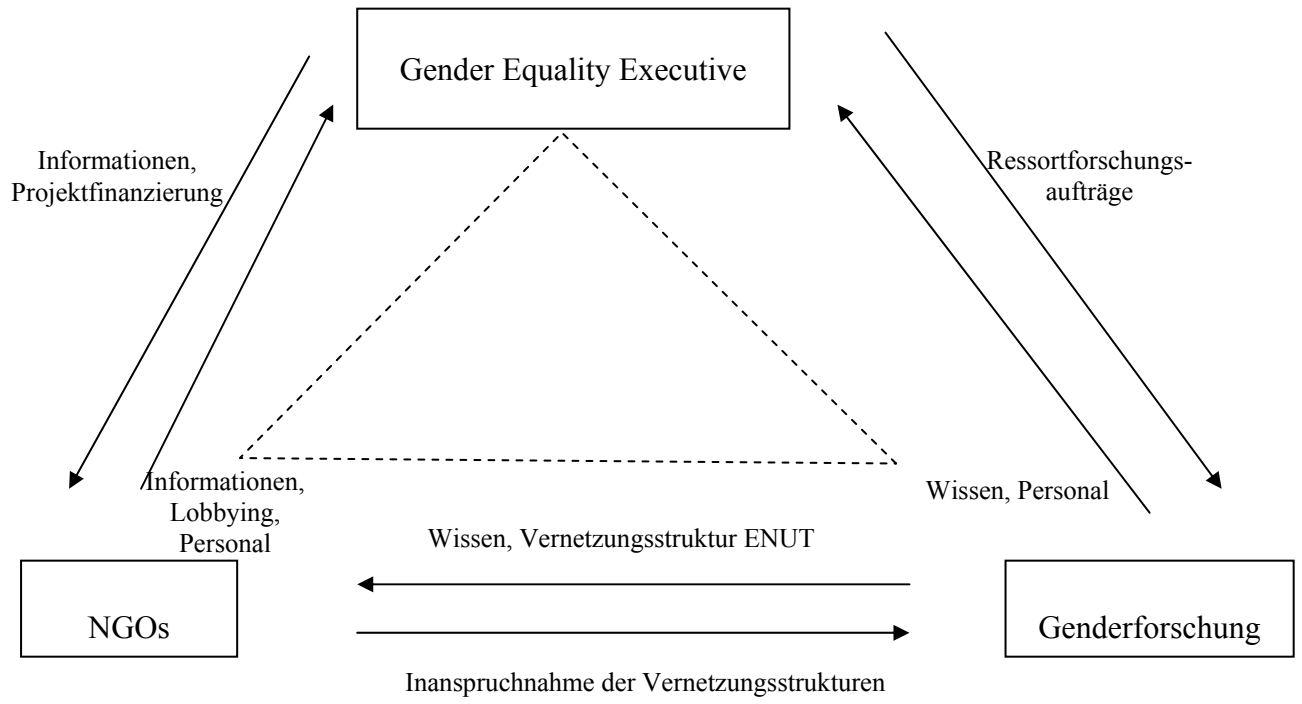 Gender Equality Executive
Informationen,
Projektfinanzierung
Ressortforschungs-
aufträge
Informationen,
Lobbying,
Personal
Wissen, Personal
Wissen, Vernetzungsstruktur ENUT
NGOs
Genderforschung
Inanspruchnahme der Vernetzungsstrukturen